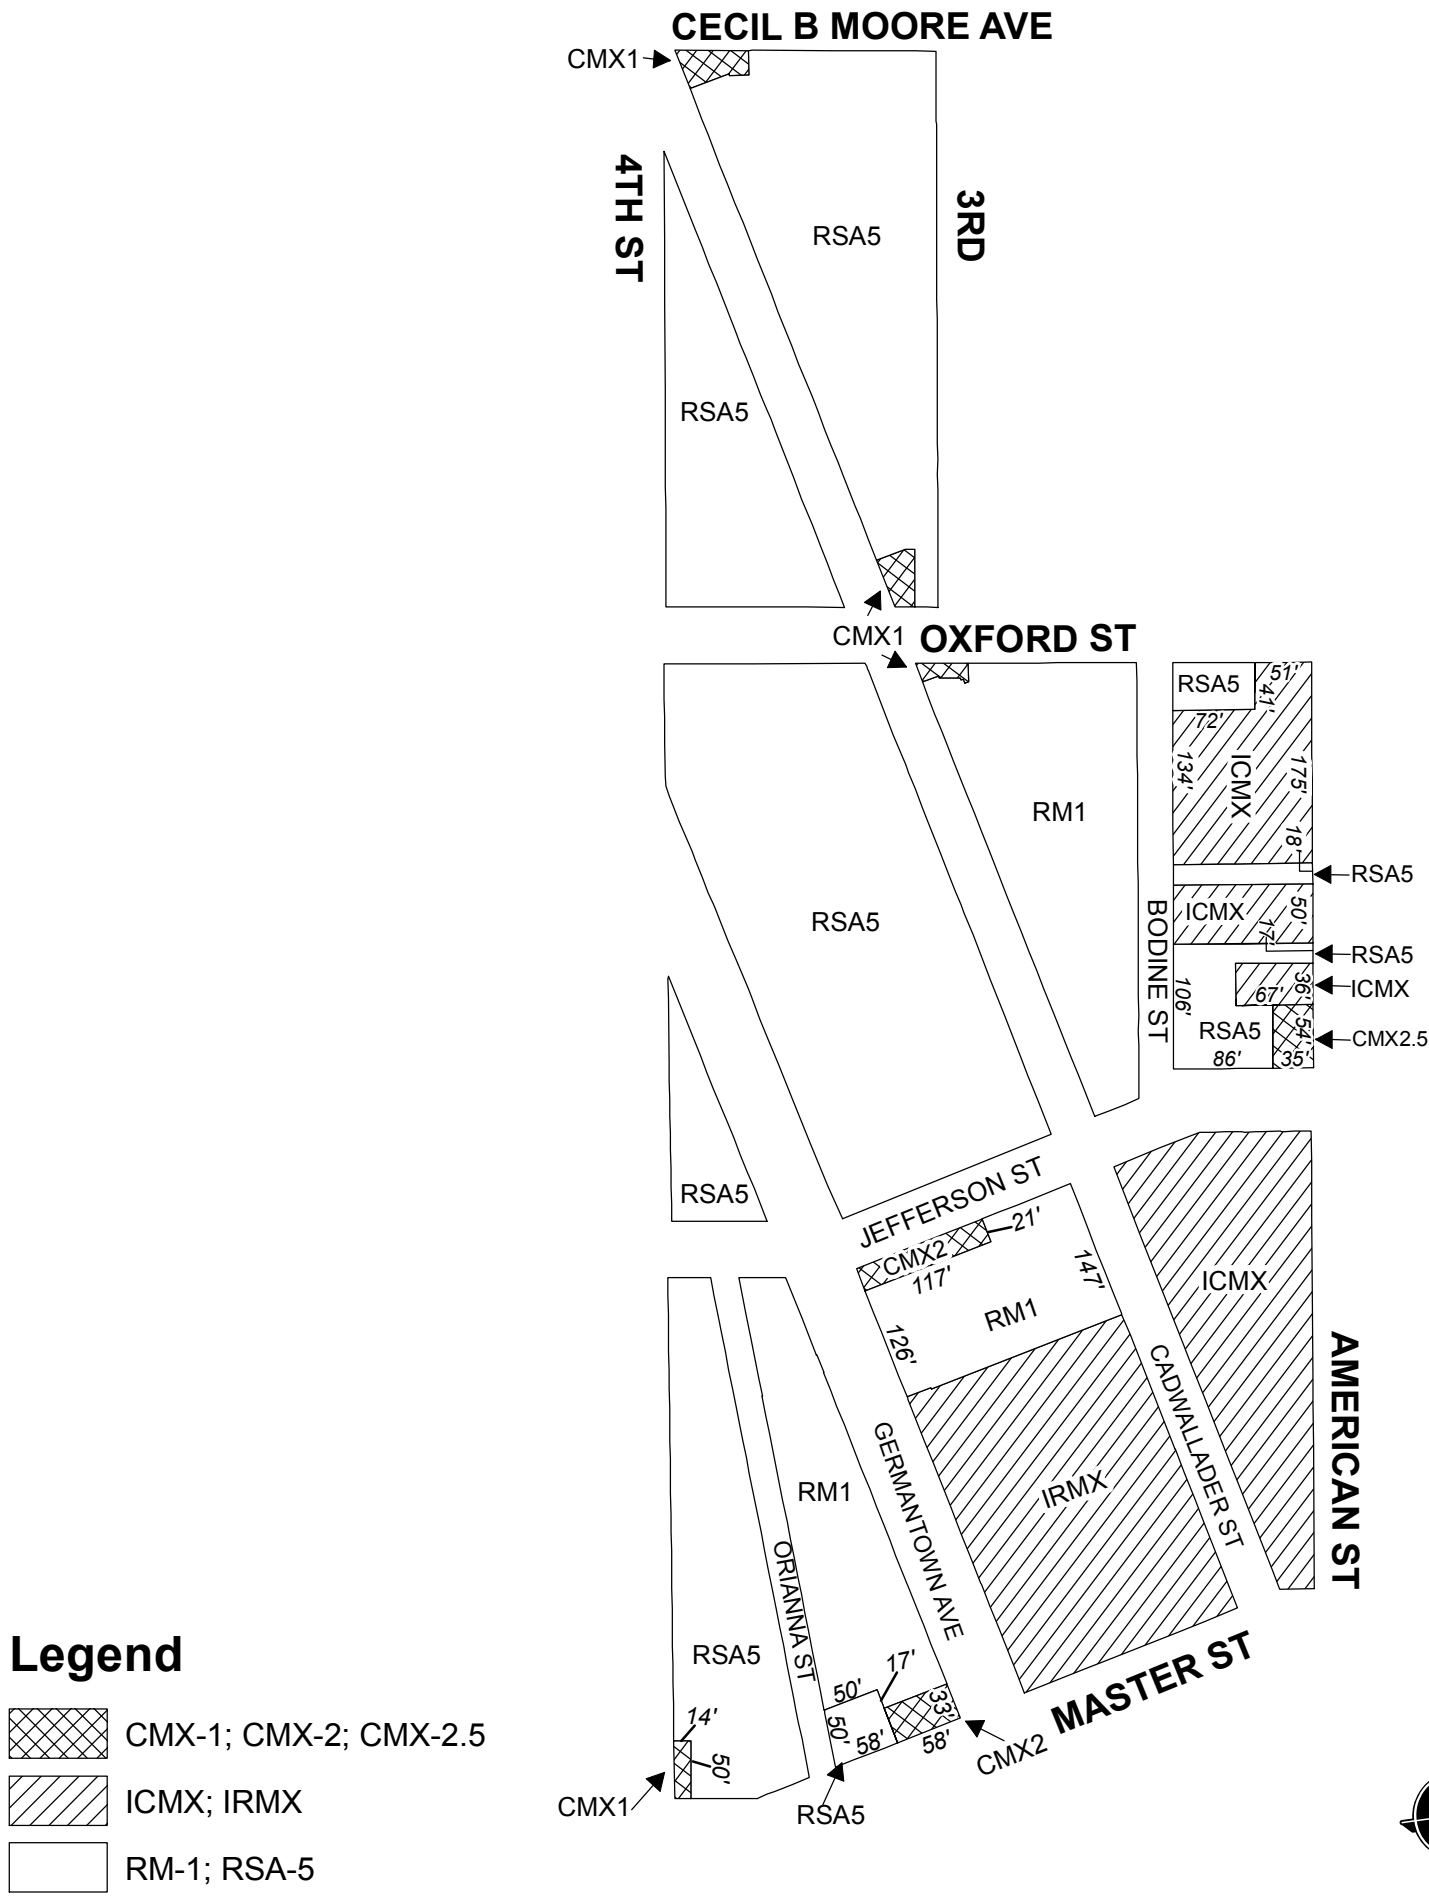 CECIL B MOORE AVE
CMX1
4TH ST
3RD
RSA5
RSA5
CMX1
OXFORD ST
RSA5
51'
41'
72'
134'
ICMX
175'
RM1
18'
RSA5
RSA5
BODINE ST
ICMX
50'
17'
RSA5
106'
67'
36'
ICMX
RSA5
54'
CMX2.5
86'
35'
RSA5
JEFFERSON ST
21'
CMX2
117'
147'
ICMX
RM1
126'
CADWALLADER ST
AMERICAN ST
GERMANTOWN AVE
IRMX
RM1
ORIANNA ST
RSA5
MASTER ST
17'
50'
33'
50'
58'
58'
CMX2
14'
50'
CMX1
RSA5
Legend
CMX-1; CMX-2; CMX-2.5
ICMX; IRMX
RM-1; RSA-5